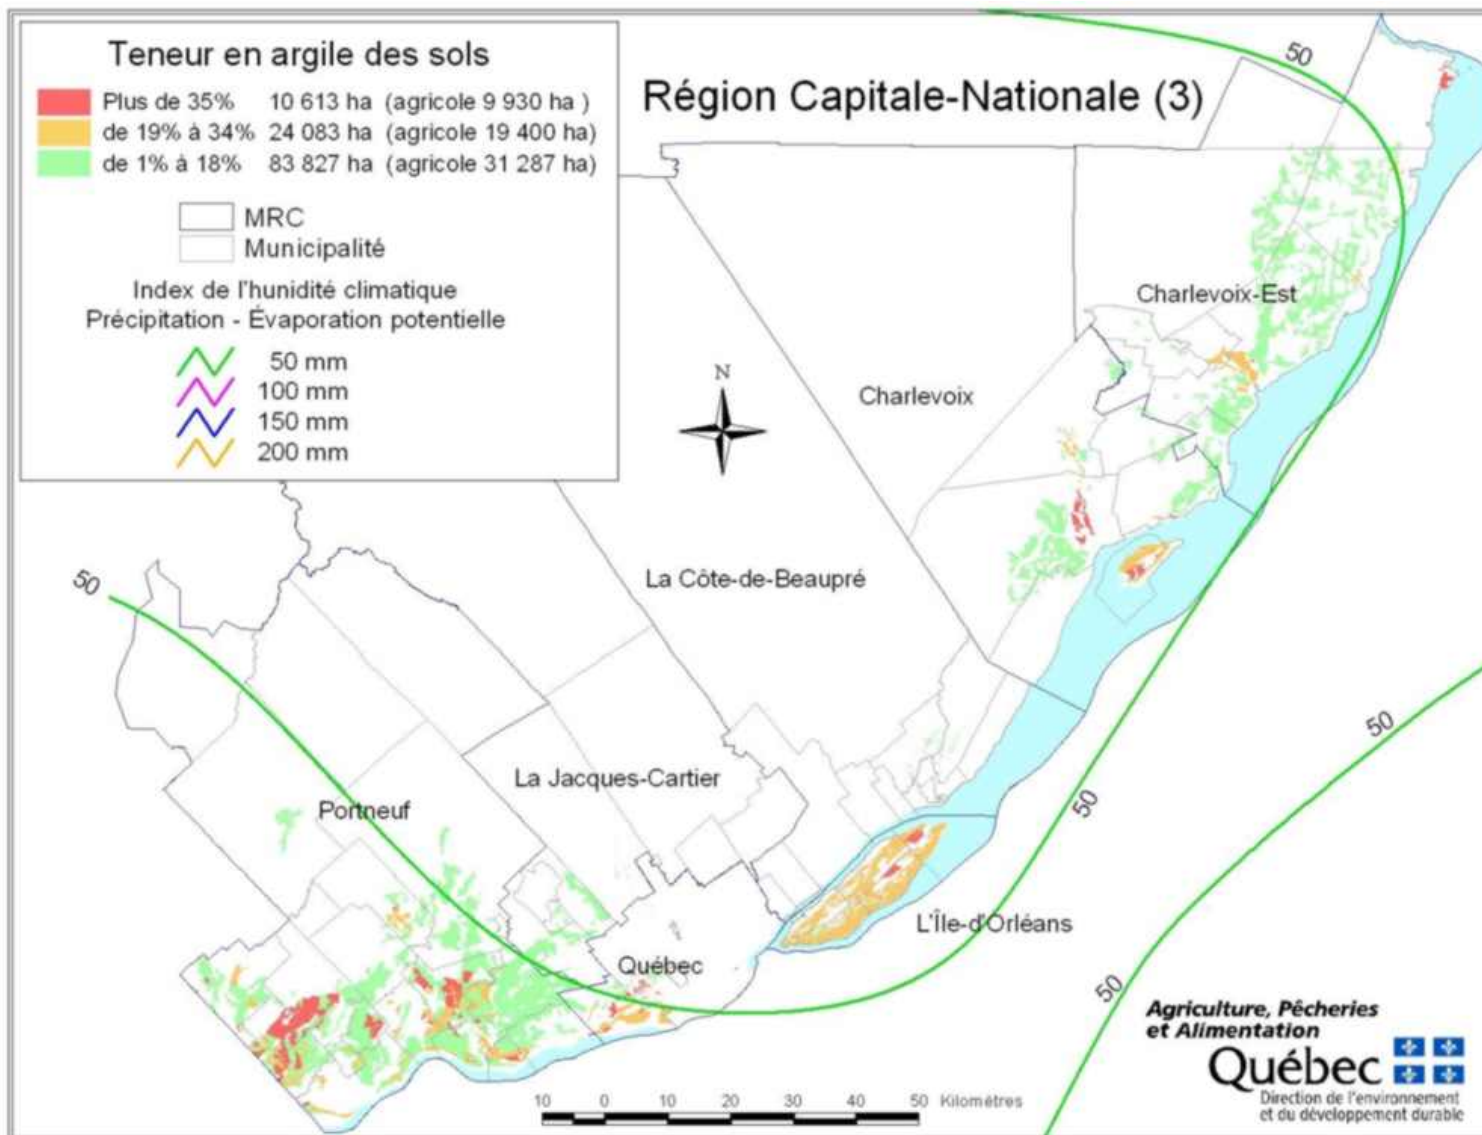 Teneur en argile des sols
Plus de 35% 10 613 ha (agricole 9 930 ha )
de 19% à 34% 24 083 ha (agricole 19 400 ha)
de 1% à 18% 83 827 ha (agricole 31 287 ha)
MRC
Municipalité
Index de l'hunidité climatique
Précipitation - Évaporation potentielle
50 mm
100 mm
150 mm
200 mm
Région Capitale-Nationale (3)
50
Charlevoix-Est
Charlevoix
N
La Côte-de-Beaupré
50
50
La Jacques-Cartier
Portneuf
50
L'Île-d'Orléans
Québec
50
Agriculture, Pêcheries
et Alimentation
Québec
Direction de l'environnement
et du développement durable
10 0 10 20 30 40 50 Kilométres